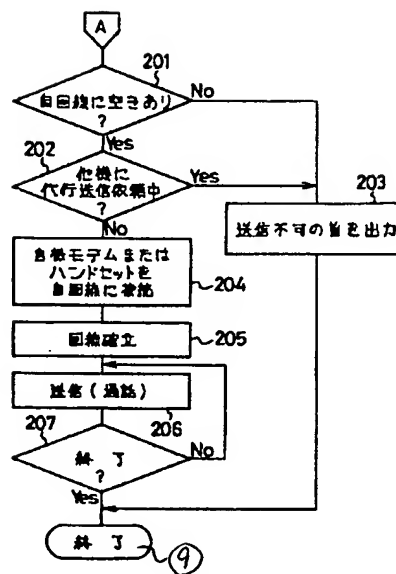 A
201
自回線に空きあり
?
No
Yes
202
他機に
代行送信依頼中
?
Yes
No
203
送信不可の旨を出力
自機モデムまたは
ハンドセットを
自回線に接続
204
回線確立
205
送信(通話)
206
207
終了
?
No
Yes
終了
9